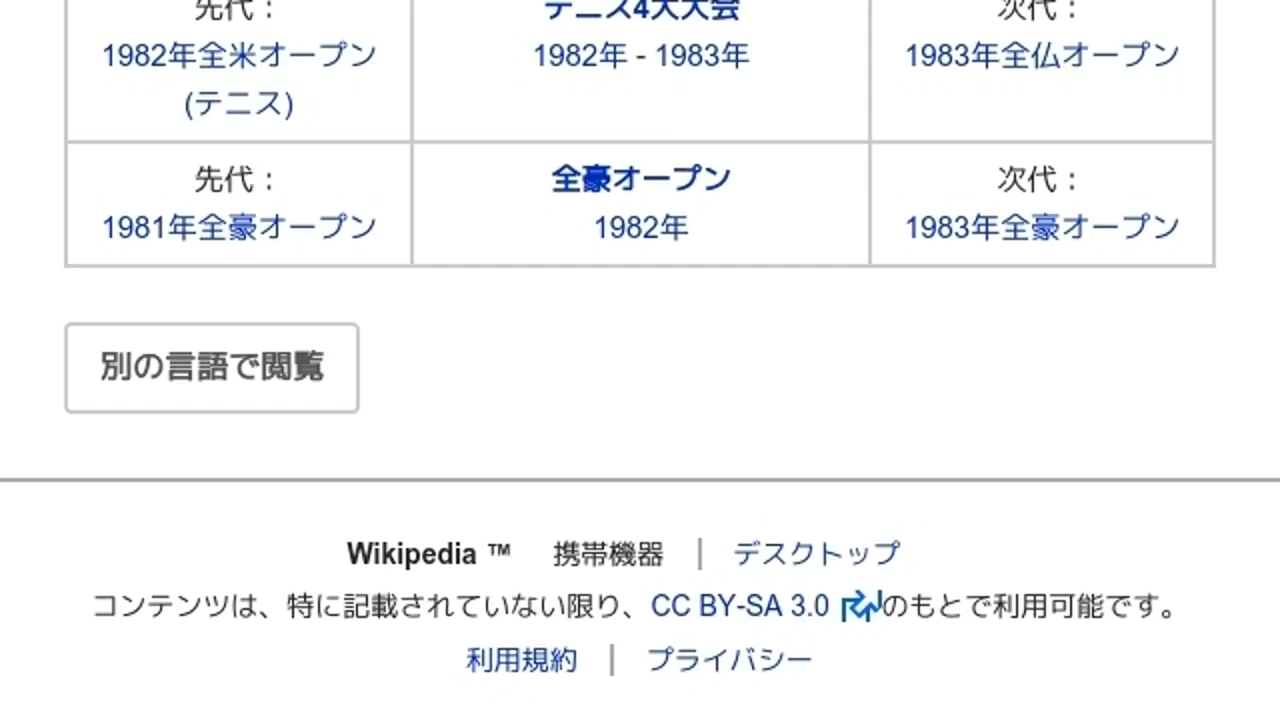 先代： テニス4大大会 次代：
1982年全米オープン 1982年 - 1983年 1983年全仏オープン
(テニス)
先代： 全豪オープン 次代：
1981年全豪オープン 1982年 1983年全豪オープン
別の言語で閲覧
Wikipedia ™ 携帯機器 | デスクトップ
コンテンツは、特に記載されていない限り、CC BY-SA 3.0 のもとで利用可能です。
利用規約 | プライバシー